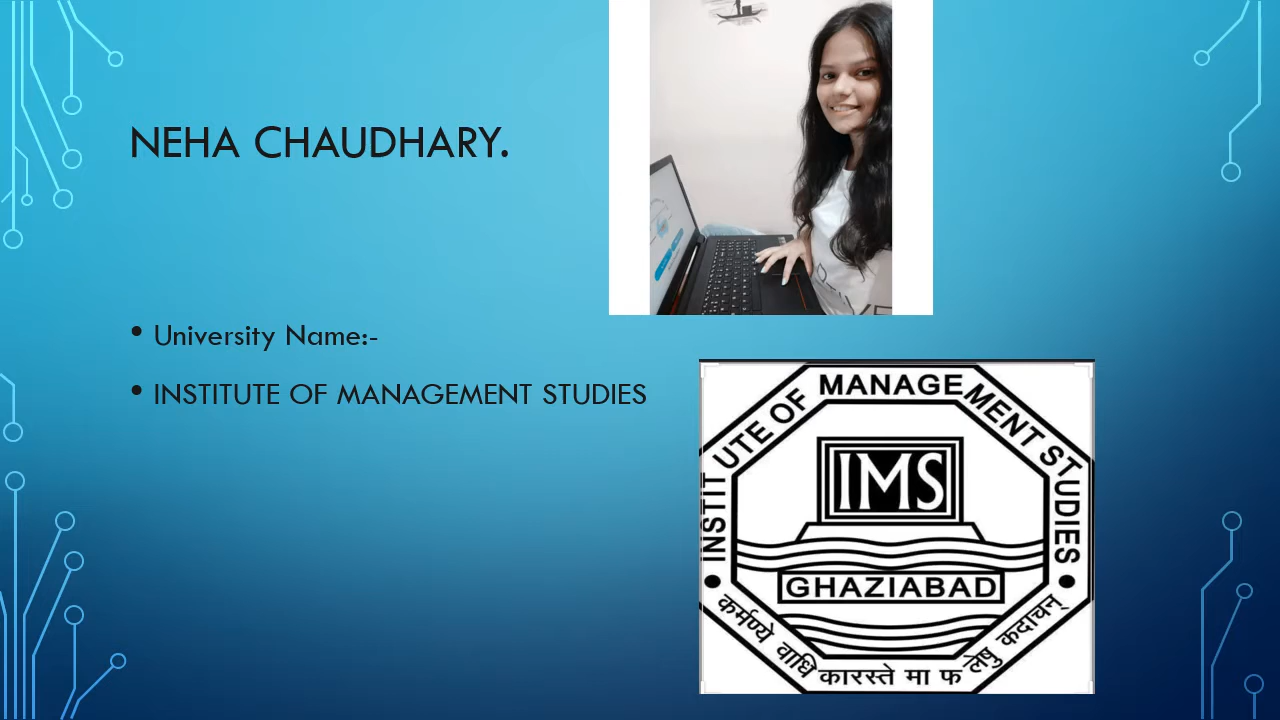 NEHA CHAUDHARY.
• University Name:-
• INSTITUTE OF MANAGEMENT STUDIES
INSTITUTE OF MANAGEMENT STUDIES
IMS
GHAZIABAD
कर्मण्ये वाधिकारस्ते मा फलेषु कदाचन्